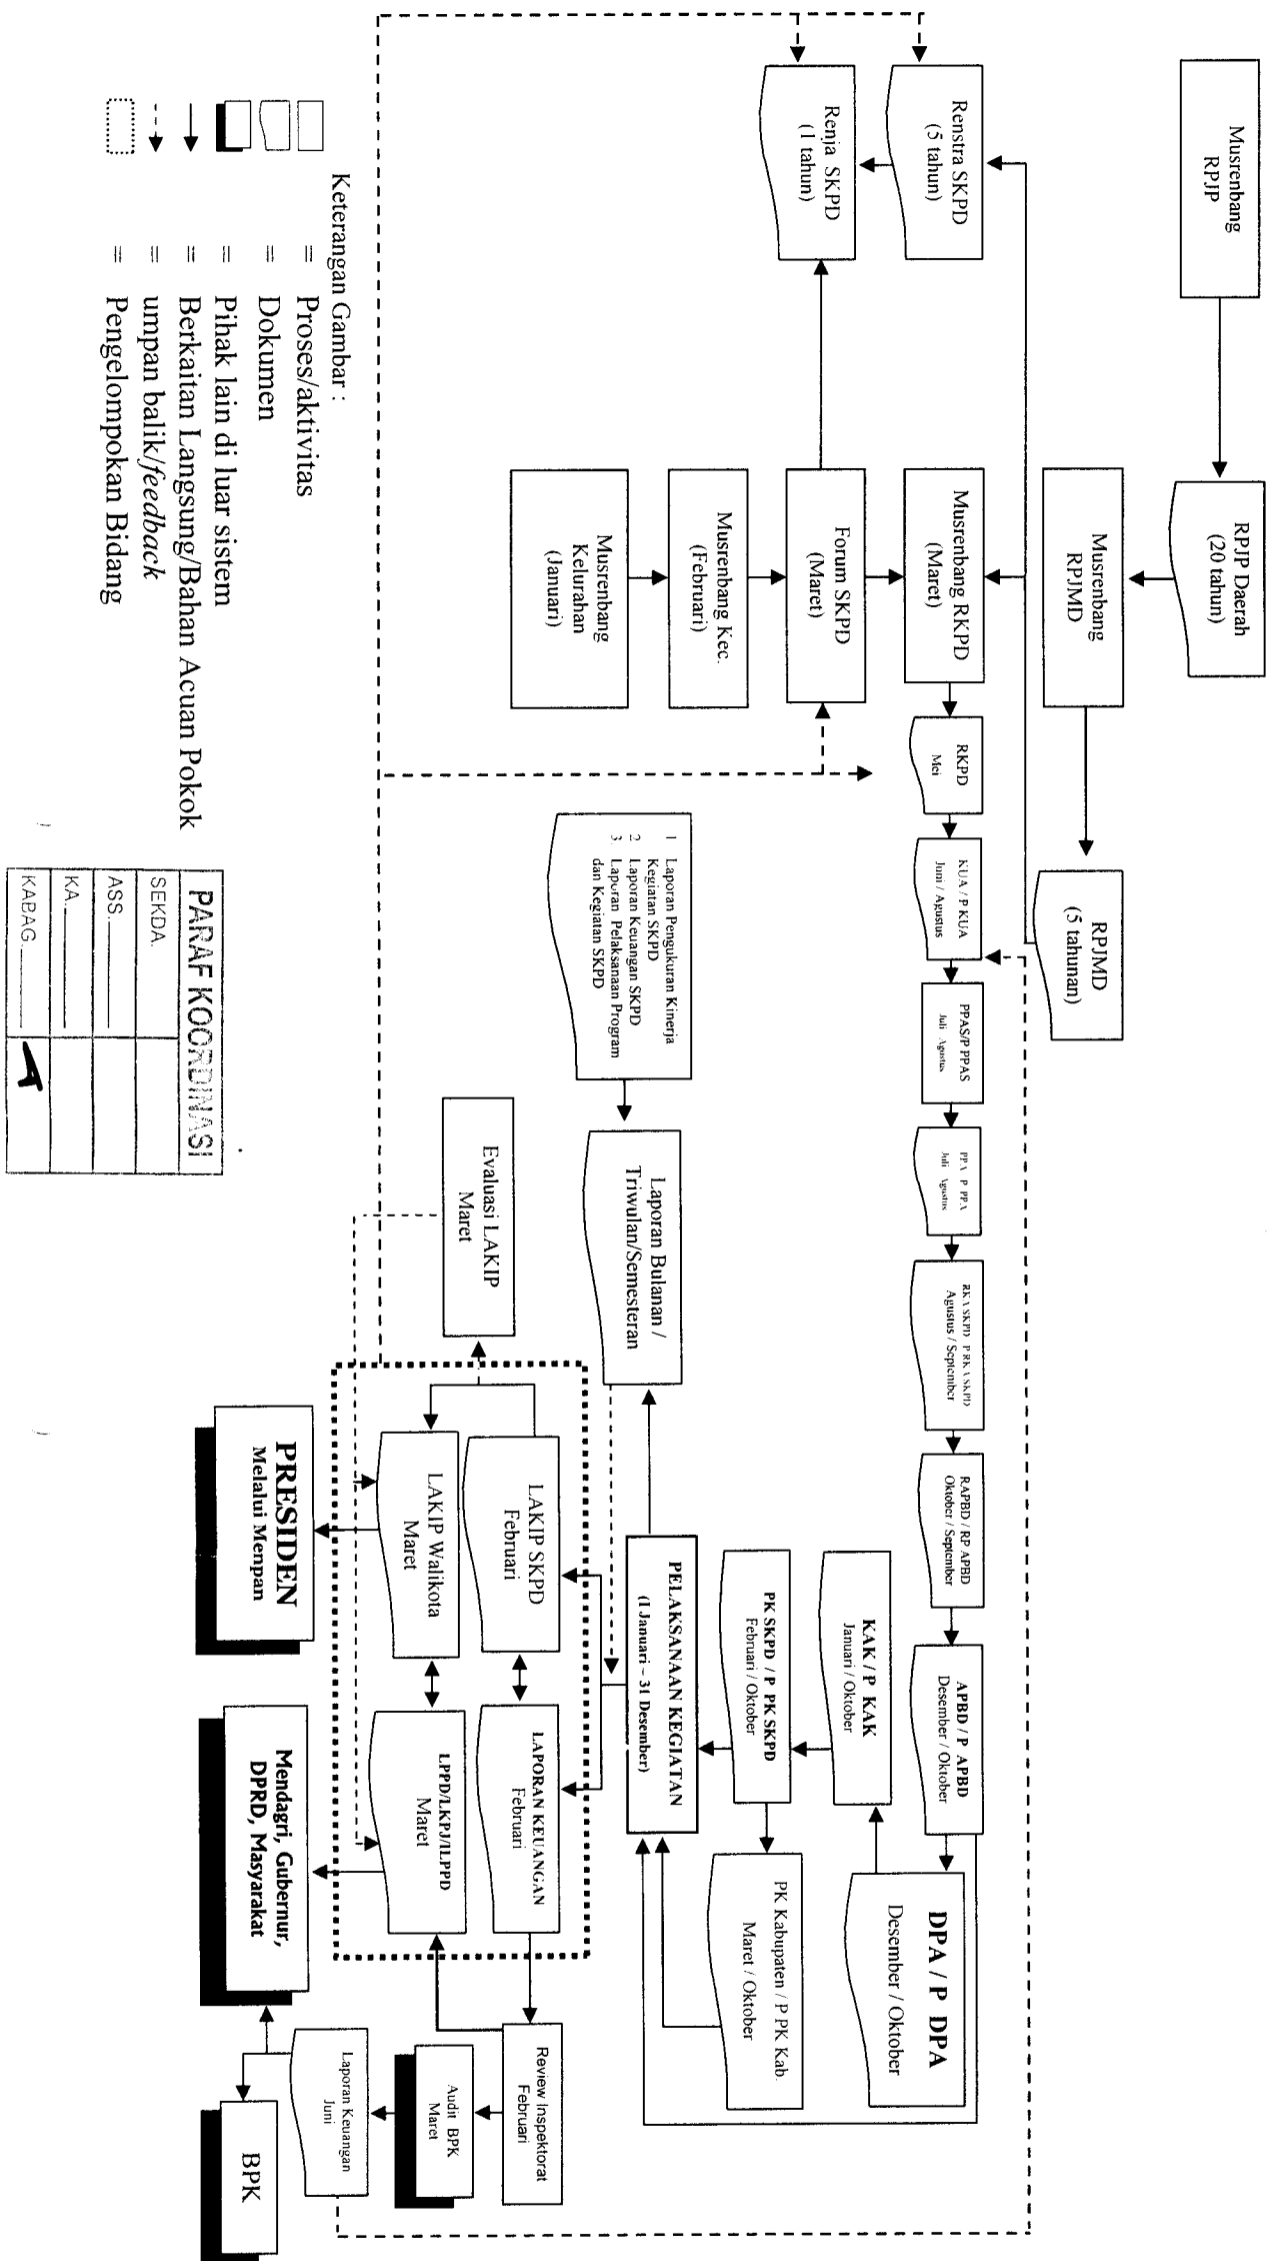 Musrenbang
RPJP
RPJP Daerah
(20 tahun)
Musrenbang
RPJMD
RPJMD
(5 tahunan)
Renstra SKPD
(5 tahun)
Renja SKPD
(1 tahun)
Musrenbang RKPD
(Maret)
Forum SKPD
(Maret)
Musrenbang Kec.
(Februari)
Musrenbang
Kelurahan
(Januari)
RKPD
Mei
KUA / P KUA
Juni / Agustus
PPAS/P PPAS
Juli Agustus
PPA P PPA
Juli Agustus
RKA SKPD P RKA SKPD
Agustus / September
RAPBD / RP APBD
Oktober / September
APBD / P APBD
Desember / Oktober
DPA / P DPA
Desember / Oktober
KAK / P KAK
Januari / Oktober
PK SKPD / P PK SKPD
Februari / Oktober
PK Kabupaten / P PK Kab.
Maret / Oktober
PELAKSANAAN KEGIATAN
(1 Januari – 31 Desember)
1 Laporan Pengukuran Kinerja
Kegiatan SKPD
2 Laporan Keuangan SKPD
3. Laporan Pelaksanaan Program
dan Kegiatan SKPD
Laporan Bulanan /
Triwulan/Semesteran
Evaluasi LAKIP
Maret
LAKIP SKPD
Februari
LAPORAN KEUANGAN
Februari
LAKIP Walikota
Maret
LPPD/LKPJ/ILPPD
Maret
Review Inspektorat
Februari
Audit BPK
Maret
Laporan Keuangan
Juni
PRESIDEN
Melalui Menpan
Mendagri, Gubernur,
DPRD, Masyarakat
BPK
Keterangan Gambar :
= Proses/aktivitas
= Dokumen
= Pihak lain di luar sistem
= Berkaitan Langsung/Bahan Acuan Pokok
= umpan balik/feedback
= Pengelompokan Bidang
PARAF KOORDINASI
SEKDA.
ASS.
KA.
KABAG.